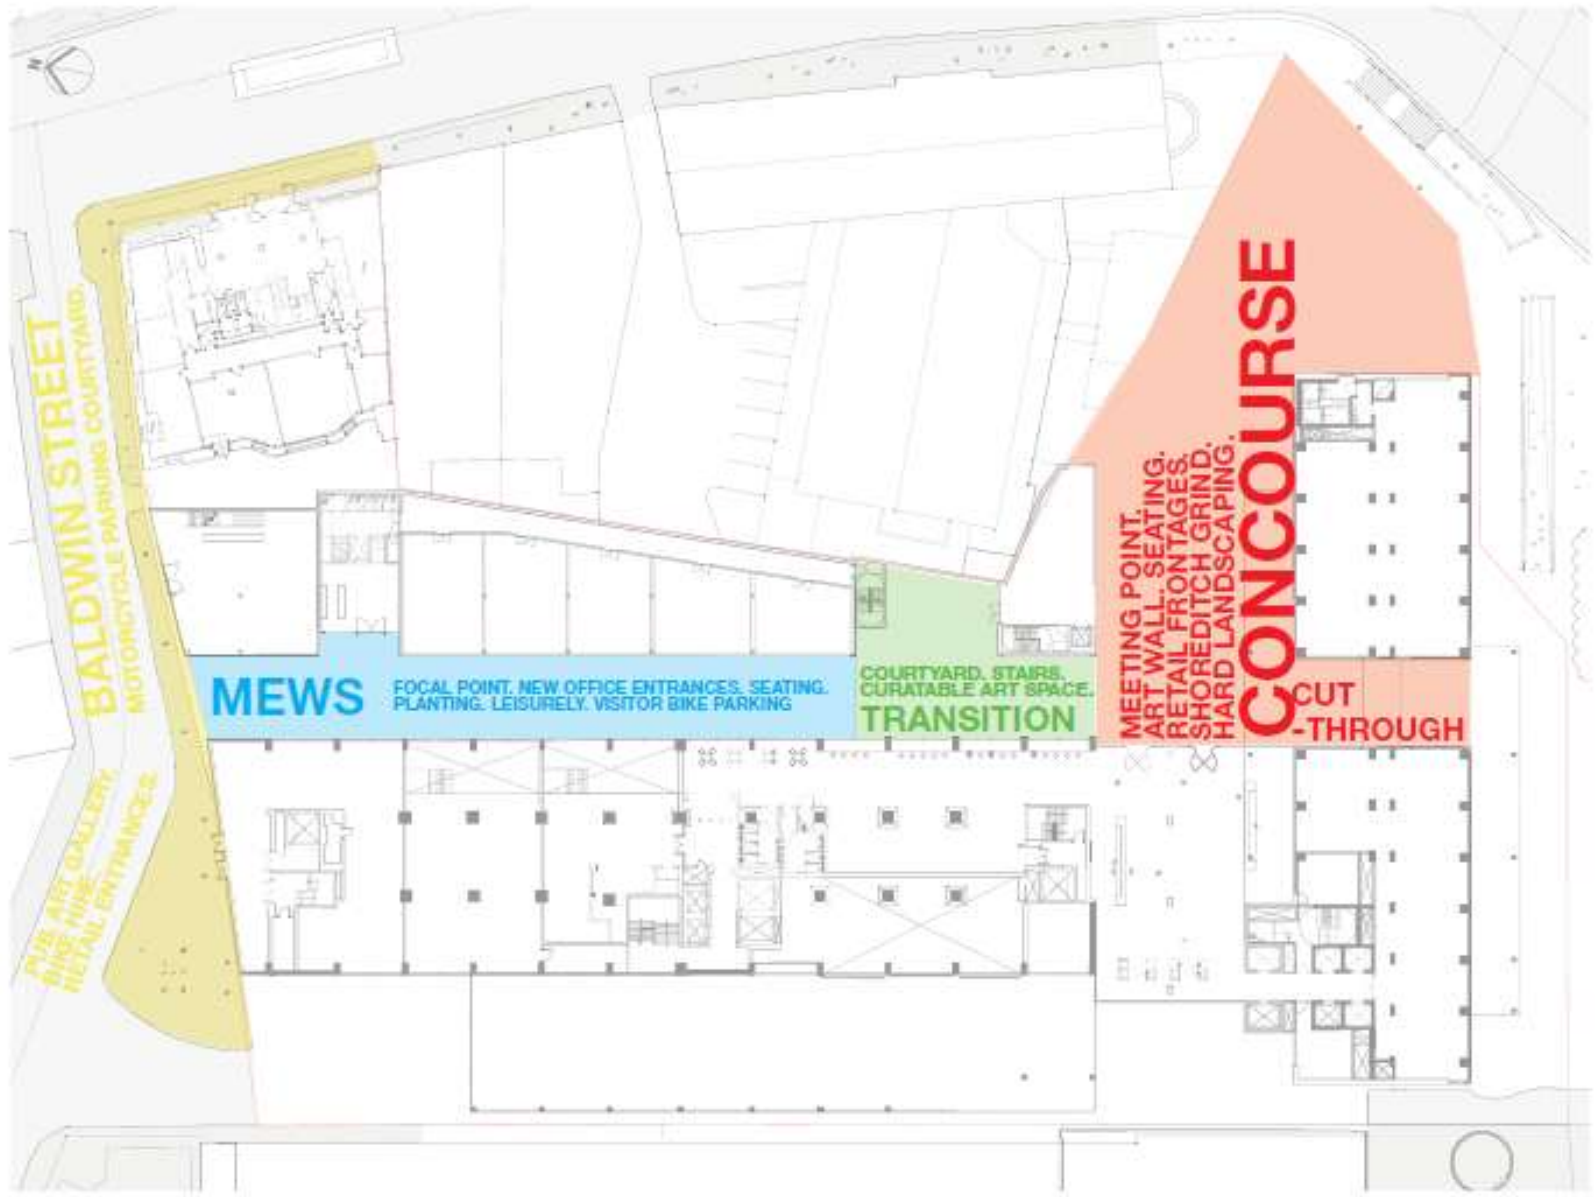 N
BALDWIN STREET
MOTORCYCLE PARKING COURTYARD.
PUB. ART GALLERY.
BIKE HIRE.
RETAIL ENTRANCES.
MEWS
FOCAL POINT. NEW OFFICE ENTRANCES. SEATING.
PLANTING. LEISURELY. VISITOR BIKE PARKING
COURTYARD. STAIRS.
CURATABLE ART SPACE.
TRANSITION
MEETING POINT.
ART WALL. SEATING.
RETAIL FRONTAGES.
SHOREDITCH GRIND.
HARD LANDSCAPING.
CONCOURSE
CUT
-THROUGH